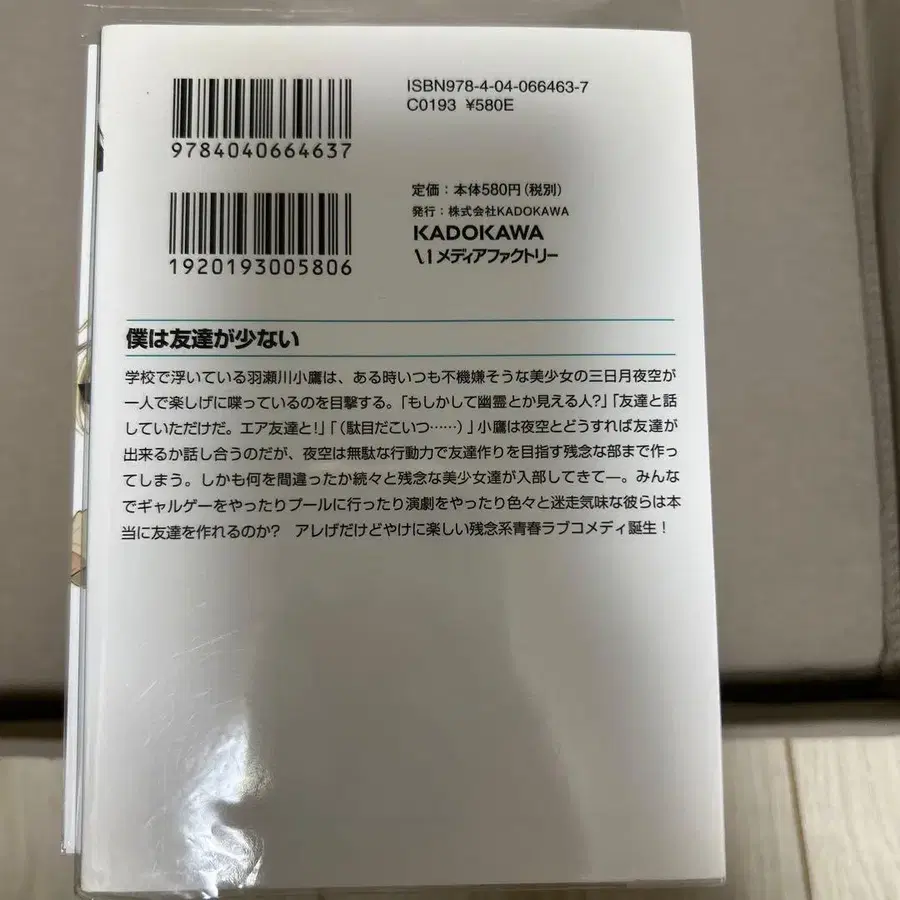 ISBN978-4-04-066463-7
C0193 ¥580E
9784040664637
定価：本体580円（税別）
発行：株式会社KADOKAWA
KADOKAWA
メディアファクトリー
1920193005806
僕は友達が少ない
学校で浮いている羽瀬川小鷹は、ある時いつも不機嫌そうな美少女の三日月夜空が
一人で楽しげに喋っているのを目撃する。「もしかして幽霊とか見える人?」「友達と話
していただけだ。エア友達と!」「（駄目だこいつ……）」小鷹は夜空とどうすれば友達が
出来るか話し合うのだが、夜空は無駄な行動力で友達作りを目指す残念な部まで作っ
てしまう。しかも何を間違ったか続々と残念な美少女達が入部してきて―。みんな
でギャルゲーをやったりプールに行ったり演劇をやったり色々と迷走気味な彼らは本
当に友達を作れるのか?　アレげだけどやけに楽しい残念系青春ラブコメディ誕生！